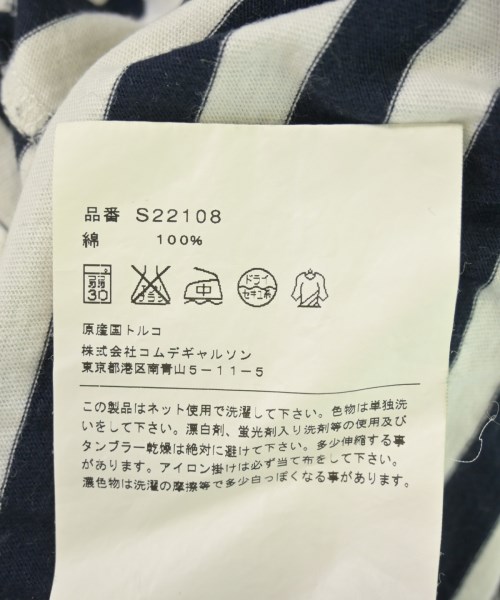 品番 S22108
綿 100%
弱 30 エンソ サラシ 中 ドライ セキユ系
原産国トルコ
株式会社コムデギャルソン
東京都港区南青山5-11-5
この製品はネット使用で洗濯して下さい。色物は単独洗
いをして下さい。漂白剤、蛍光剤入り洗剤等の使用及び
タンブラー乾燥は絶対に避けて下さい。多少伸縮する事
があります。アイロン掛けは必ず当て布をして下さい。
濃色物は洗濯の摩擦等で多少白っぽくなる事があります。